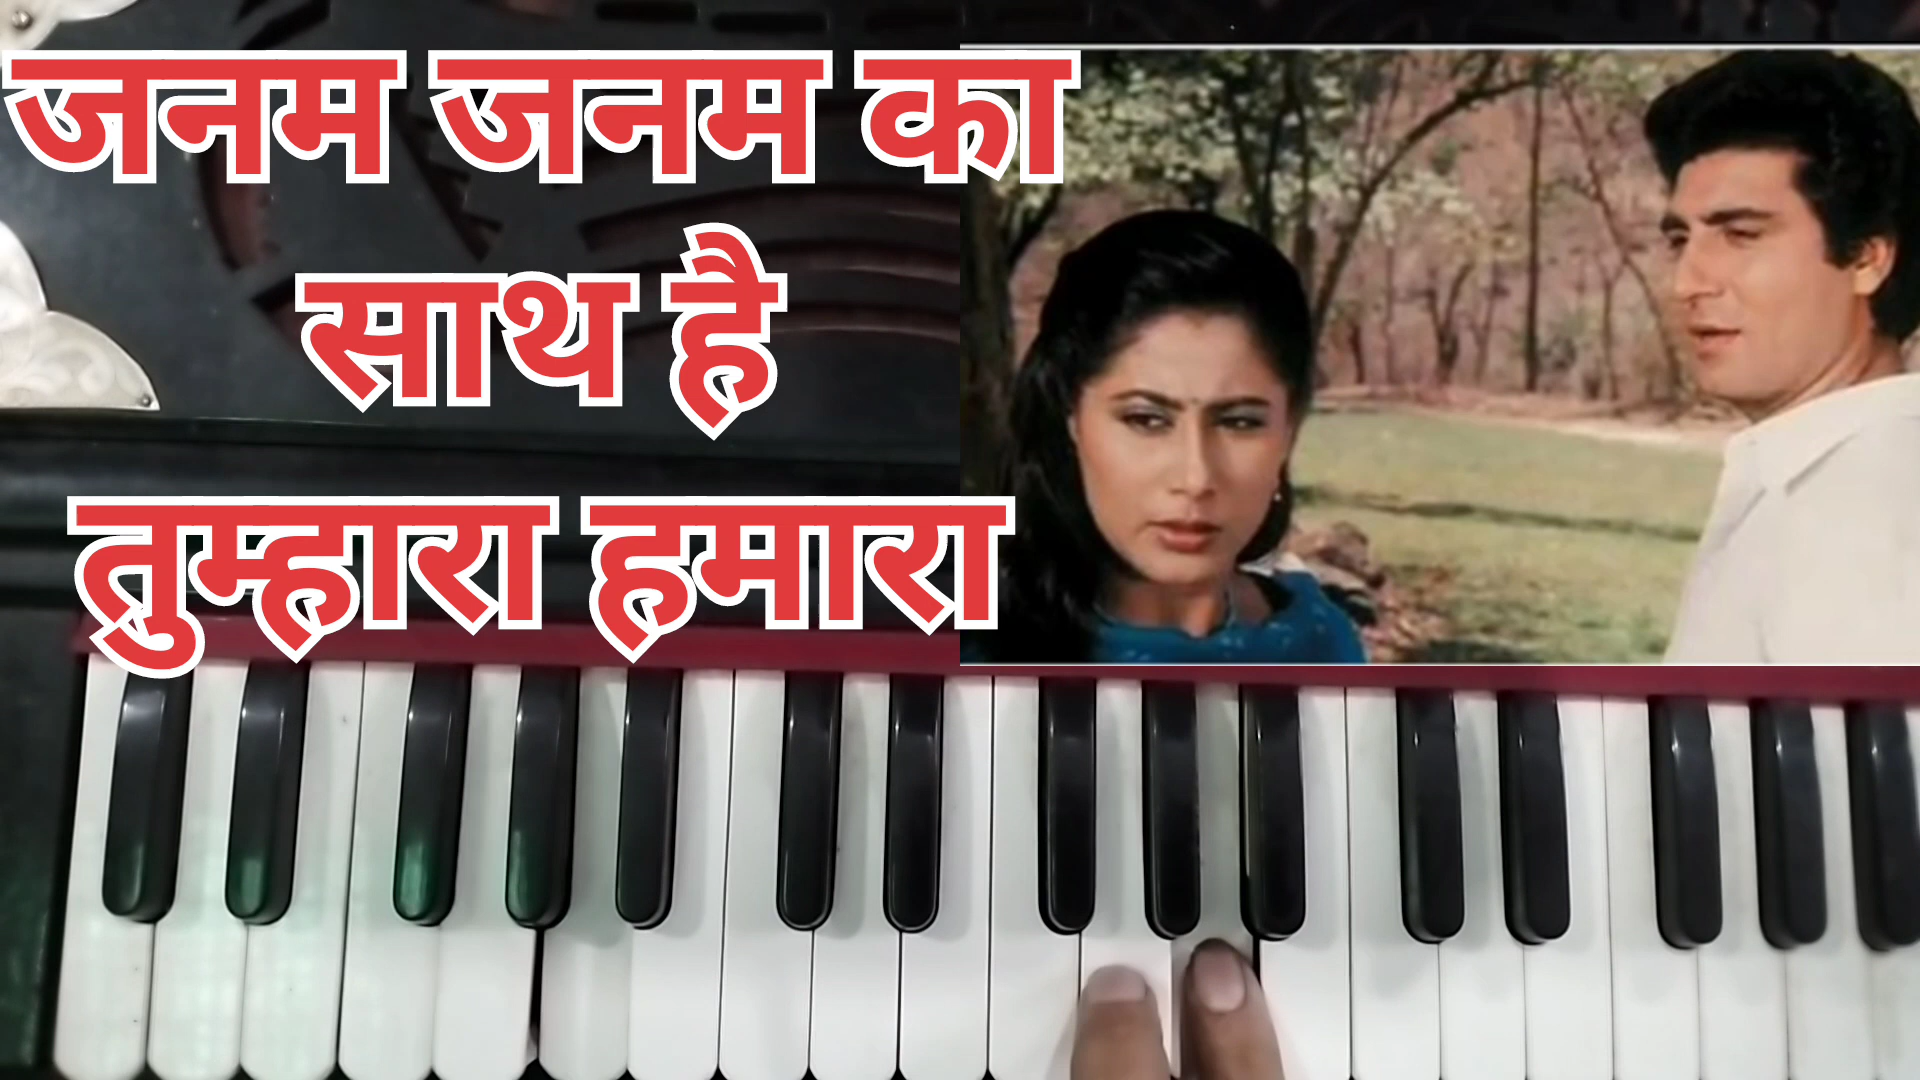 जनम जनम का
साथ है
तुम्हारा हमारा